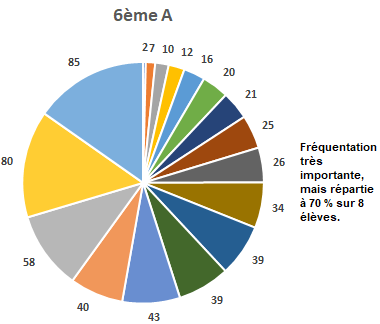 6ème A
2 7 10 12 16 20 21 25 26 34 39 39 43 40 58 80 85
Fréquentation
très
importante,
mais répartie
à 70 % sur 8
élèves.